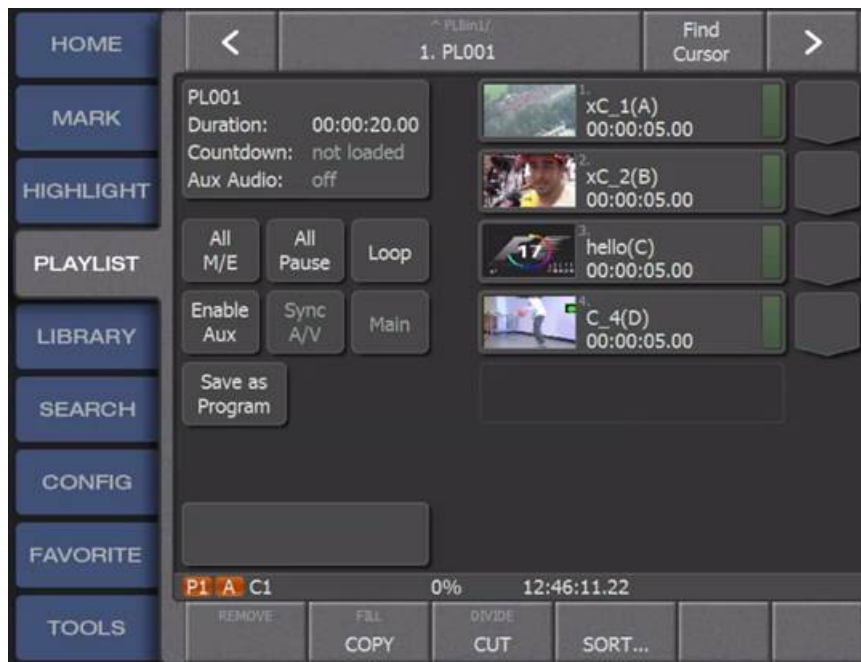 HOME
MARK
HIGHLIGHT
PLAYLIST
LIBRARY
SEARCH
CONFIG
FAVORITE
TOOLS
^ PLBin1/
1. PL001
Find
Cursor
PL001
Duration: 00:00:20.00
Countdown: not loaded
Aux Audio: off
All
M/E
All
Pause
Loop
Enable
Aux
Sync
A/V
Main
Save as
Program
1.
xC_1(A)
00:00:05.00
2.
xC_2(B)
00:00:05.00
3.
17
hello(C)
00:00:05.00
4.
C_4(D)
00:00:05.00
P1 A C1 0% 12:46:11.22
REMOVE
FILL
COPY
DIVIDE
CUT
SORT...